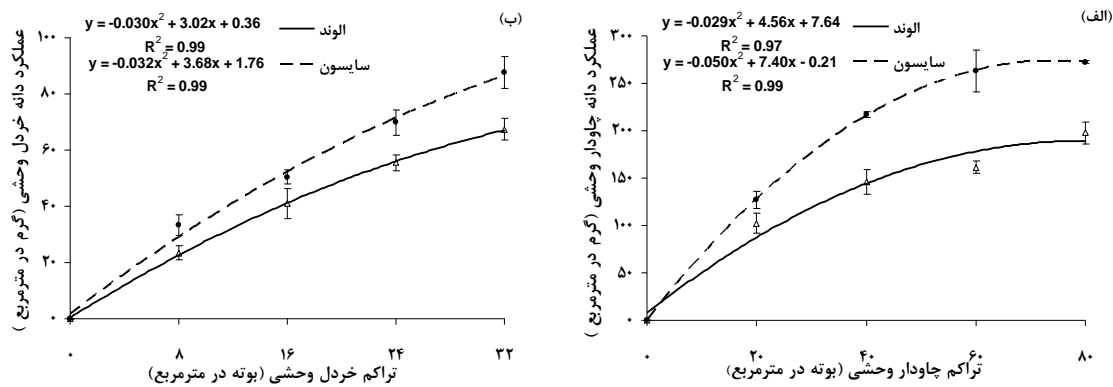 (الف)
y = -0.029x² + 4.56x + 7.64
R² = 0.97
الوند
y = -0.050x² + 7.40x - 0.21
R² = 0.99
سایسون
عملکرد دانه چاودار وحشی (گرم در مترمربع )
۳۰۰
۲۵۰
۲۰۰
۱۵۰
۱۰۰
۵۰
۰
۰ ۲۰ ۴۰ ۶۰ ۸۰
تراکم چاودار وحشی (بوته در مترمربع)
(ب)
y = -0.030x² + 3.02x + 0.36
R² = 0.99
الوند
y = -0.032x² + 3.68x + 1.76
R² = 0.99
سایسون
عملکرد دانه خردل وحشی (گرم در مترمربع )
۱۰۰
۸۰
۶۰
۴۰
۲۰
۰
۰ ۸ ۱۶ ۲۴ ۳۲
تراکم خردل وحشی (بوته در مترمربع)